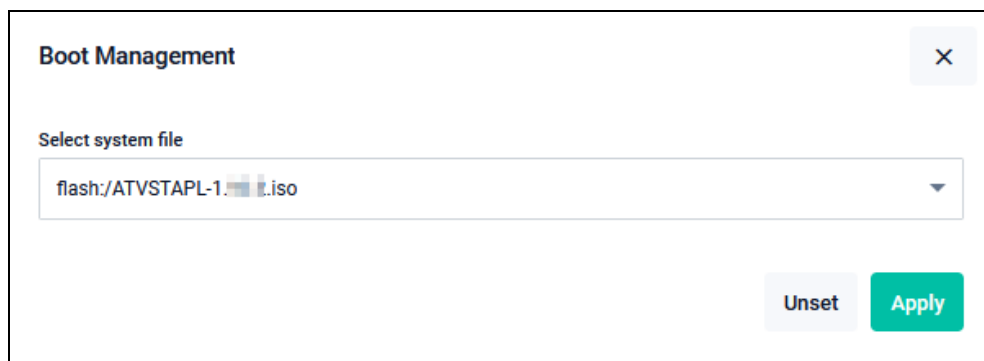 Boot Management
Select system file
flash:/ATVSTAPL-1. .iso
Unset
Apply